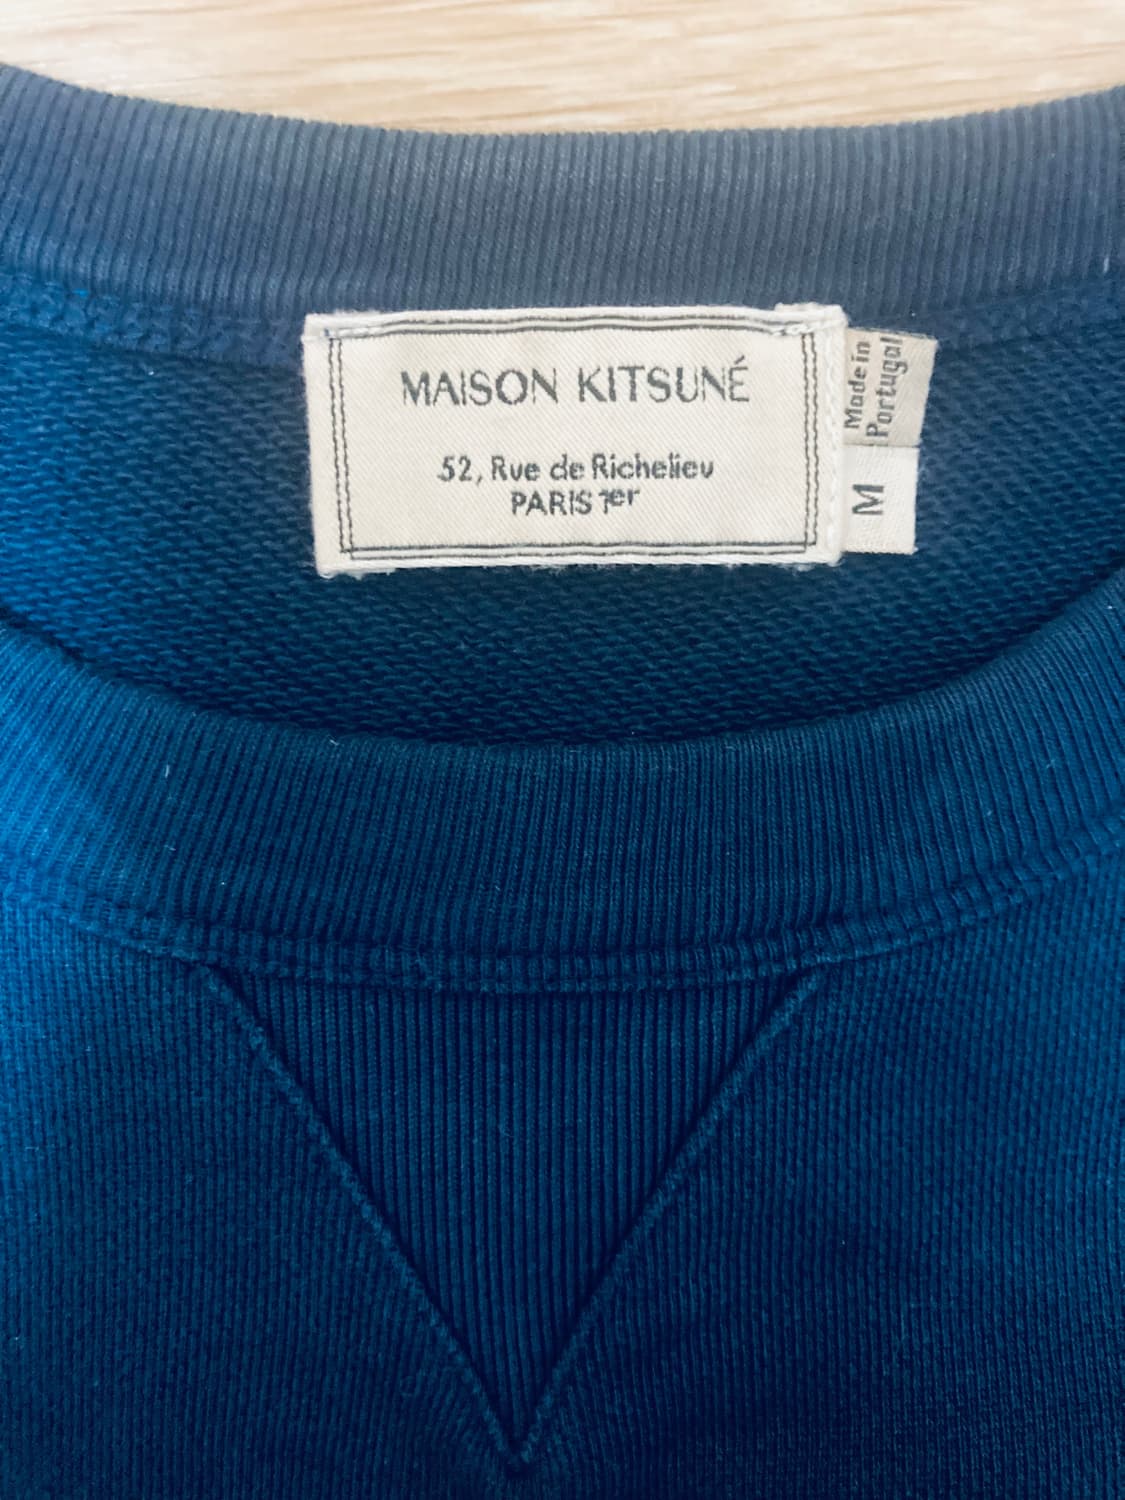 MAISON KITSUNÉ
52, Rue de Richelieu
PARIS 1er
Made in
Portugal
M